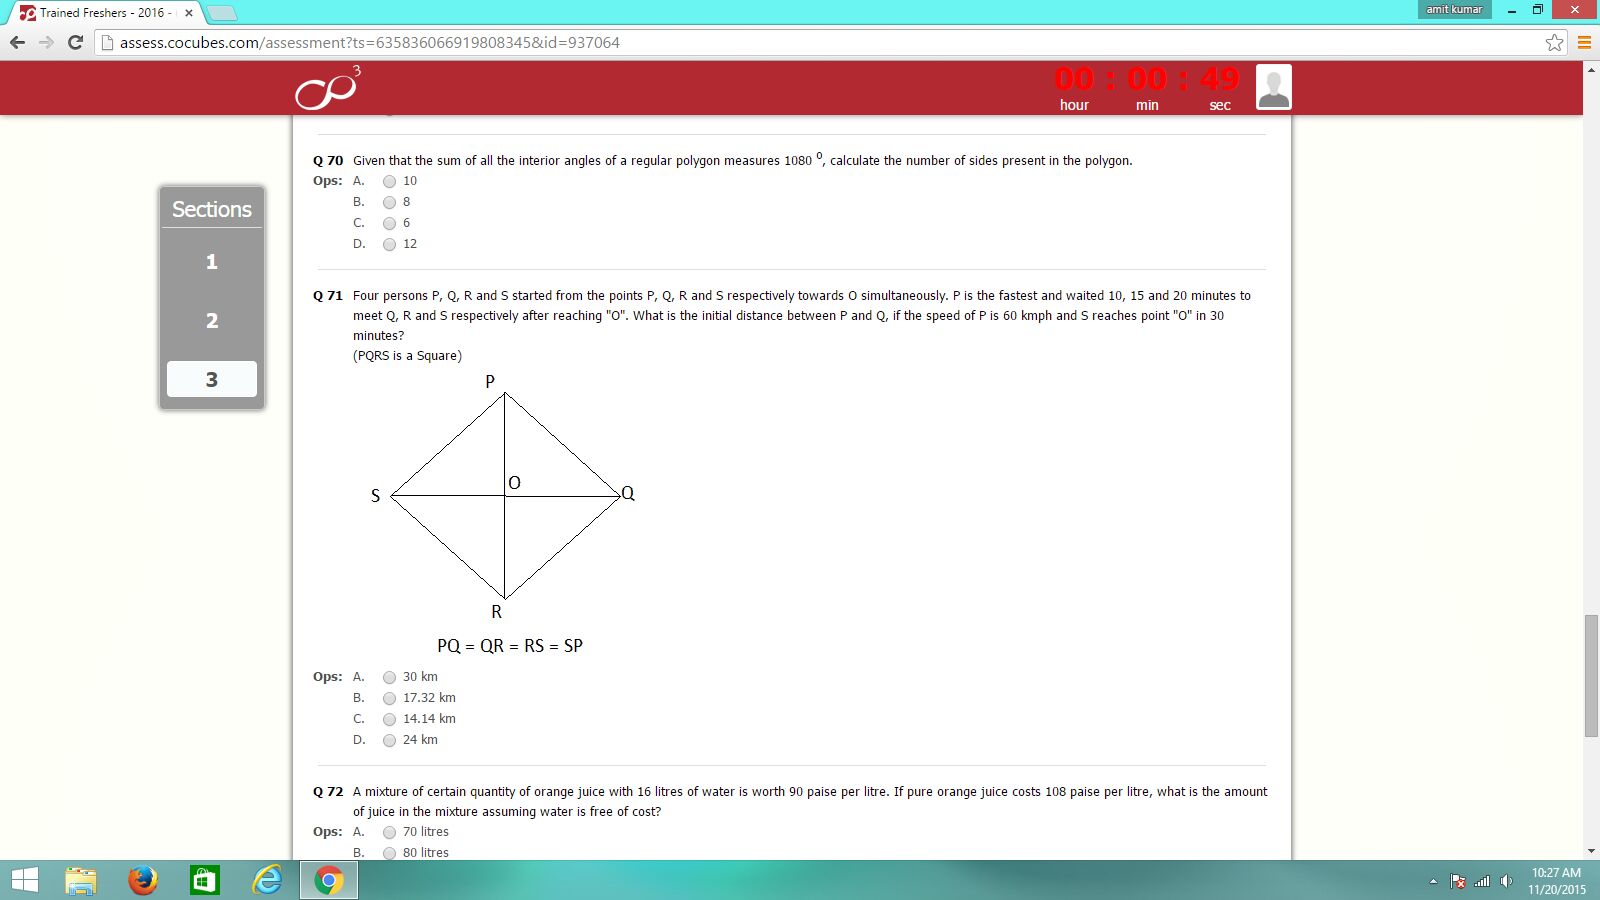 Trained Freshers - 2016 -
amit kumar
assess.cocubes.com/assessment?ts=635836066919808345&id=937064
3
00 : 00 : 49
hour min sec
Sections
1
2
3
Q 70 Given that the sum of all the interior angles of a regular polygon measures 1080 o, calculate the number of sides present in the polygon.
Ops: A. 10
B. 8
C. 6
D. 12
Q 71 Four persons P, Q, R and S started from the points P, Q, R and S respectively towards O simultaneously. P is the fastest and waited 10, 15 and 20 minutes to
meet Q, R and S respectively after reaching "O". What is the initial distance between P and Q, if the speed of P is 60 kmph and S reaches point "O" in 30
minutes?
(PQRS is a Square)
P
O
S
Q
R
PQ = QR = RS = SP
Ops: A. 30 km
B. 17.32 km
C. 14.14 km
D. 24 km
Q 72 A mixture of certain quantity of orange juice with 16 litres of water is worth 90 paise per litre. If pure orange juice costs 108 paise per litre, what is the amount
of juice in the mixture assuming water is free of cost?
Ops: A. 70 litres
B. 80 litres
10:27 AM
11/20/2015